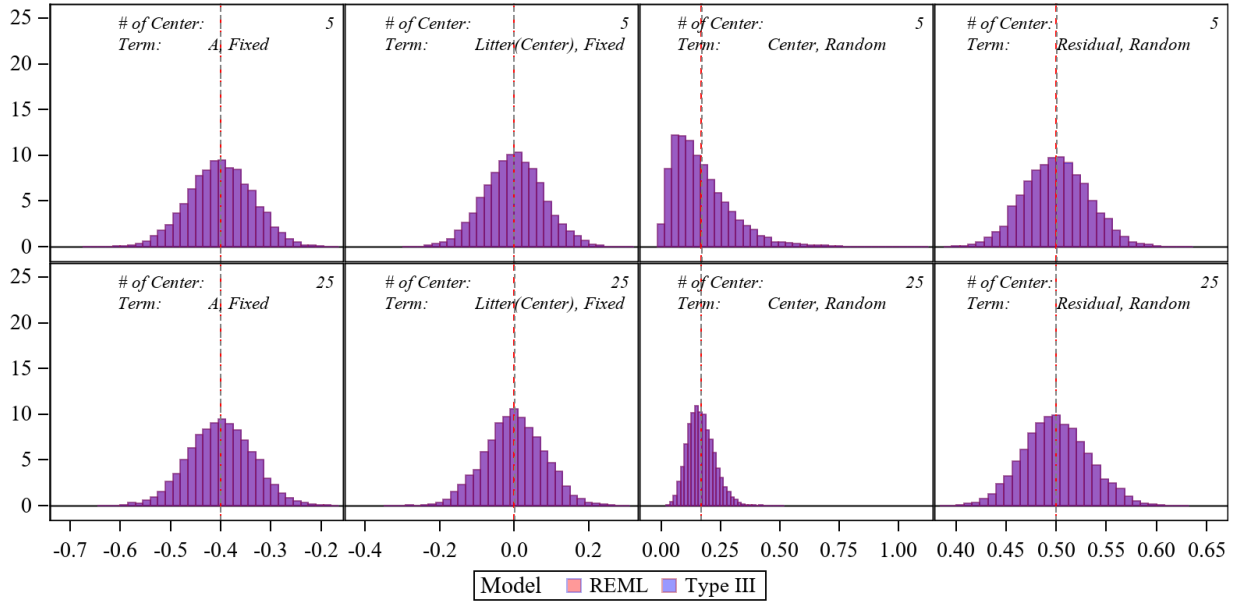 25
# of Center: 5 # of Center: 5 # of Center: 5 # of Center: 5
Term: A, Fixed Term: Litter(Center), Fixed Term: Center, Random Term: Residual, Random
20
15
10
5
0
25
# of Center: 25 # of Center: 25 # of Center: 25 # of Center: 25
Term: A, Fixed Term: Litter(Center), Fixed Term: Center, Random Term: Residual, Random
20
15
10
5
0
-0.7 -0.6 -0.5 -0.4 -0.3 -0.2 -0.4 -0.2 0.0 0.2 0.00 0.25 0.50 0.75 1.00 0.40 0.45 0.50 0.55 0.60 0.65
Model REML Type III